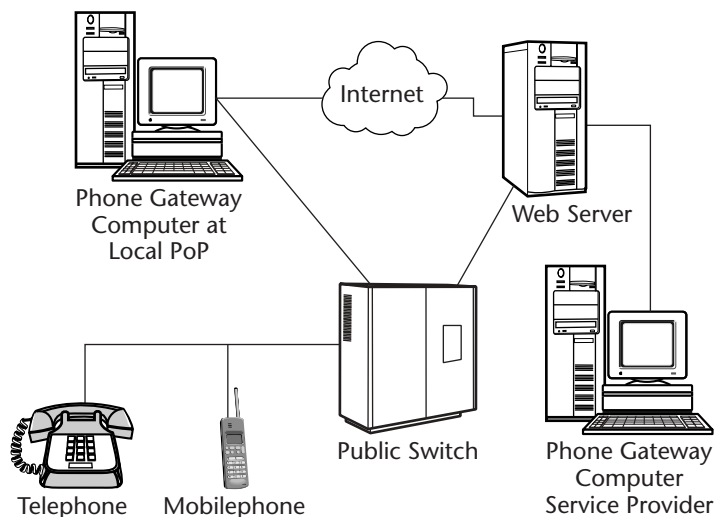 Internet
Phone Gateway
Computer at
Local PoP
Web Server
Public Switch
Phone Gateway
Computer
Service Provider
Telephone
Mobilephone